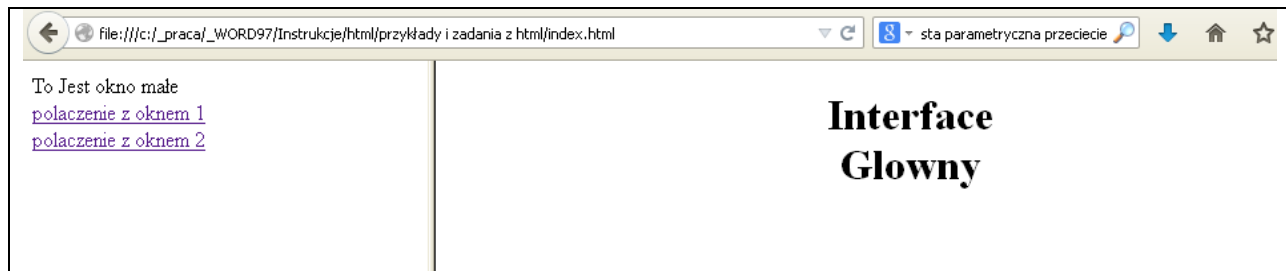 file:///c:/_praca/_WORD97/Instrukcje/html/przykłady i zadania z html/index.html
8 sta parametryczna przeciecie
To Jest okno małe
polaczenie z oknem 1
polaczenie z oknem 2
Interface
Glowny